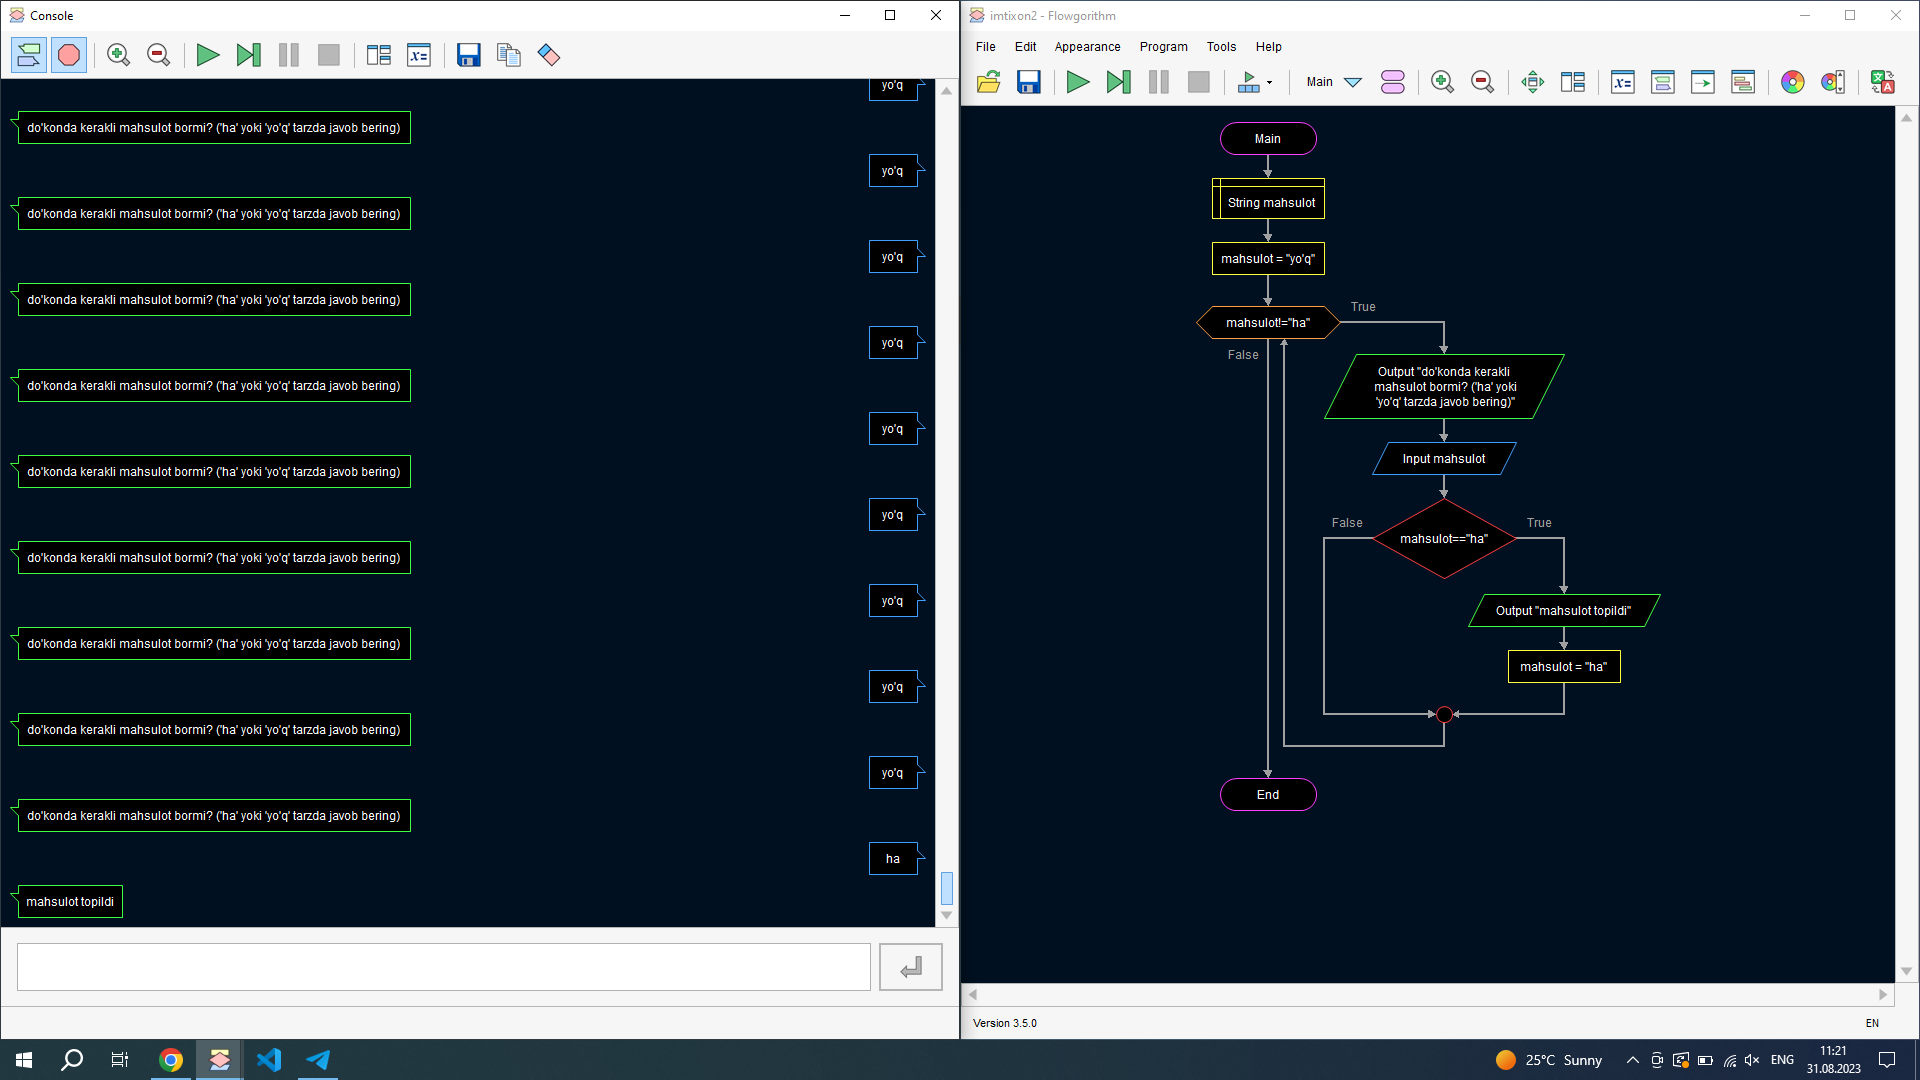 Console
yo'q
do'konda kerakli mahsulot bormi? ('ha' yoki 'yo'q' tarzda javob bering)
yo'q
do'konda kerakli mahsulot bormi? ('ha' yoki 'yo'q' tarzda javob bering)
yo'q
do'konda kerakli mahsulot bormi? ('ha' yoki 'yo'q' tarzda javob bering)
yo'q
do'konda kerakli mahsulot bormi? ('ha' yoki 'yo'q' tarzda javob bering)
yo'q
do'konda kerakli mahsulot bormi? ('ha' yoki 'yo'q' tarzda javob bering)
yo'q
do'konda kerakli mahsulot bormi? ('ha' yoki 'yo'q' tarzda javob bering)
yo'q
do'konda kerakli mahsulot bormi? ('ha' yoki 'yo'q' tarzda javob bering)
yo'q
do'konda kerakli mahsulot bormi? ('ha' yoki 'yo'q' tarzda javob bering)
yo'q
do'konda kerakli mahsulot bormi? ('ha' yoki 'yo'q' tarzda javob bering)
ha
mahsulot topildi
imtixon2 - Flowgorithm
File Edit Appearance Program Tools Help
Main
Main
String mahsulot
mahsulot = "yo'q"
mahsulot!="ha"
True
False
Output "do'konda kerakli
mahsulot bormi? ('ha' yoki
'yo'q' tarzda javob bering)"
Input mahsulot
False
True
mahsulot=="ha"
Output "mahsulot topildi"
mahsulot = "ha"
End
Version 3.5.0
EN
25°C Sunny
ENG
11:21
31.08.2023